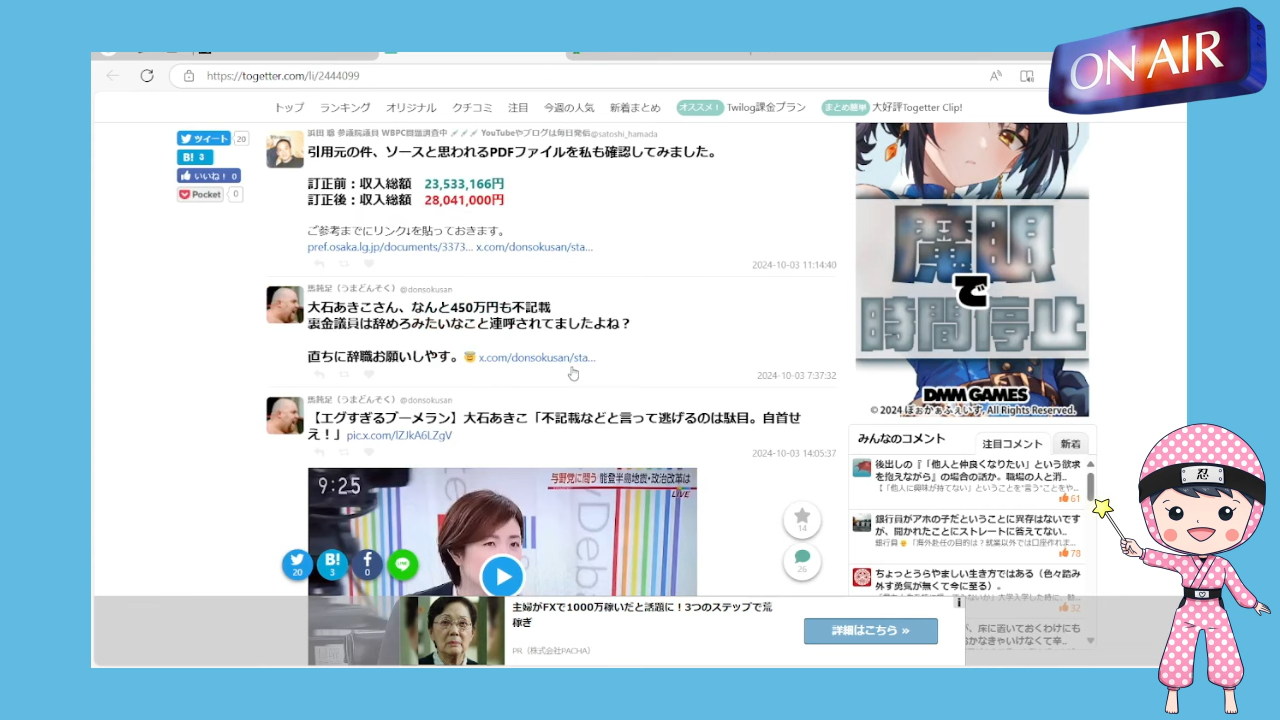 ON AIR
https://togetter.com/li/2444099
トップ ランキング オリジナル クチコミ 注目 今週の人気 新着まとめ オススメ！ Twilog課金プラン まとめ簡単 大好評Togetter Clip!
ツイート 20
B! 3
いいね！ 0
Pocket 0
浜田 聡 参議院議員 WBPC問題調査中 YouTubeやブログは毎日発信@satoshi_hamada
引用元の件、ソースと思われるPDFファイルを私も確認してみました。
訂正前：収入総額 23,533,166円
訂正後：収入総額 28,041,000円
ご参考までにリンク↓を貼っておきます。
pref.osaka.lg.jp/documents/3373... x.com/donsokusan/sta...
2024-10-03 11:14:40
馬鈍足（うまどんそく）@donsokusan
大石あきこさん、なんと450万円も不記載
裏金議員は辞めろみたいなこと連呼されてましたよね？
直ちに辞職お願いしやす。 x.com/donsokusan/sta...
2024-10-03 7:37:32
馬鈍足（うまどんそく）@donsokusan
【エグすぎるブーメラン】大石あきこ「不記載などと言って逃げるのは駄目。自首せ
え！」pic.x.com/lZJkA6LZgV
2024-10-03 14:05:37
9:25
与野党に問う 能登半島地震・政治改革は
LIVE
14
26
20
B! 3
f 0
LINE
魔眼
で
時間停止
DMM GAMES
© 2024 ほぉかぁふぇいす. All Rights Reserved.
みんなのコメント 注目コメント 新着
後出しの『「他人と仲良くなりたい」という欲求
を抱えながら』の場合の話か。職場の人と消..
61
銀行員がアホの子だということに異存はないです
が、聞かれたことにストレートに答えてない..
78
ちょっとうらやましい生き方ではある（色々踏み
外す勇気が無くて今に至る）。
32
主婦がFXで1000万稼いだと話題に！3つのステップで荒
稼ぎ
PR（株式会社PACHA）
詳細はこちら »
忍